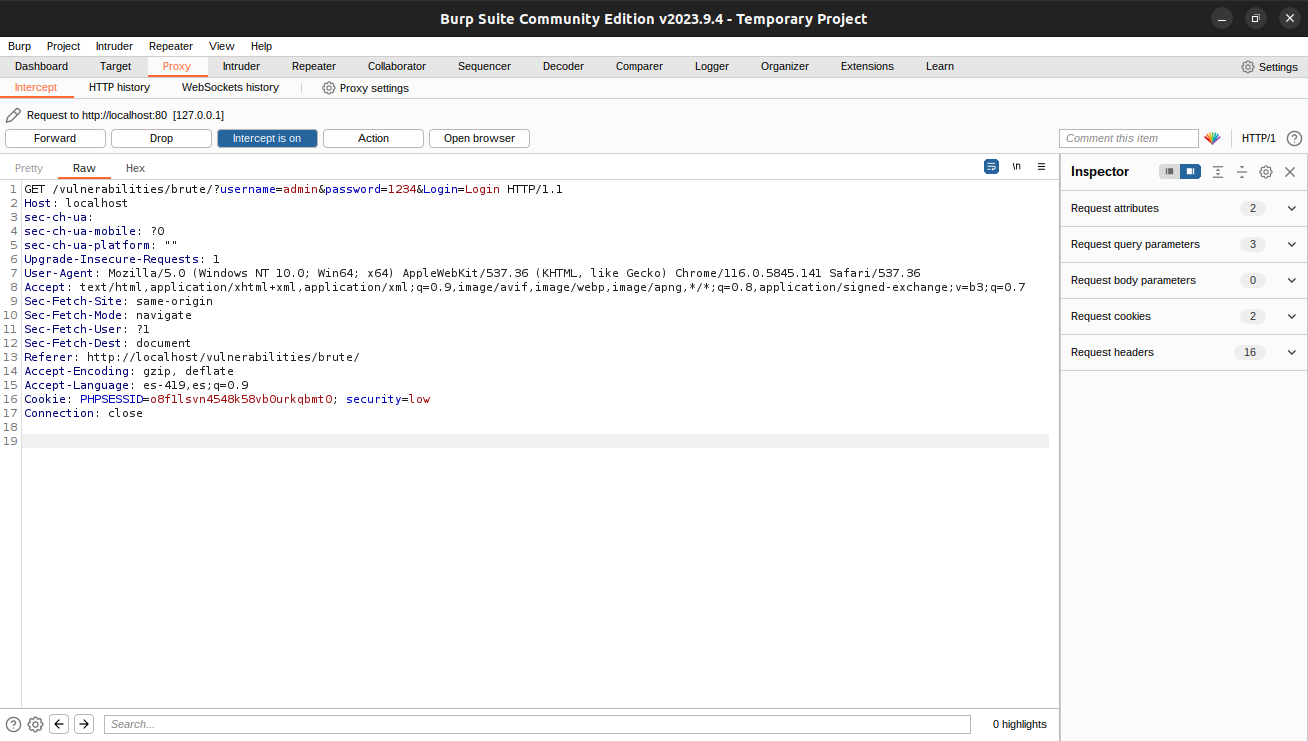 Burp Suite Community Edition v2023.9.4 - Temporary Project
Burp Project Intruder Repeater View Help
Dashboard Target Proxy Intruder Repeater Collaborator Sequencer Decoder Comparer Logger Organizer Extensions Learn Settings
Intercept HTTP history WebSockets history Proxy settings
Request to http://localhost:80 [127.0.0.1]
Forward Drop Intercept is on Action Open browser Comment this item HTTP/1 ?
Pretty Raw Hex \n
1 GET /vulnerabilities/brute/?username=admin&password=1234&Login=Login HTTP/1.1
2 Host: localhost
3 sec-ch-ua:
4 sec-ch-ua-mobile: ?0
5 sec-ch-ua-platform: ""
6 Upgrade-Insecure-Requests: 1
7 User-Agent: Mozilla/5.0 (Windows NT 10.0; Win64; x64) AppleWebKit/537.36 (KHTML, like Gecko) Chrome/116.0.5845.141 Safari/537.36
8 Accept: text/html,application/xhtml+xml,application/xml;q=0.9,image/avif,image/webp,image/apng,*/*;q=0.8,application/signed-exchange;v=b3;q=0.7
9 Sec-Fetch-Site: same-origin
10 Sec-Fetch-Mode: navigate
11 Sec-Fetch-User: ?1
12 Sec-Fetch-Dest: document
13 Referer: http://localhost/vulnerabilities/brute/
14 Accept-Encoding: gzip, deflate
15 Accept-Language: es-419,es;q=0.9
16 Cookie: PHPSESSID=o8f1lsvn4548k58vb0urkqbmt0; security=low
17 Connection: close
18
19
Inspector
Request attributes 2
Request query parameters 3
Request body parameters 0
Request cookies 2
Request headers 16
? Search... 0 highlights